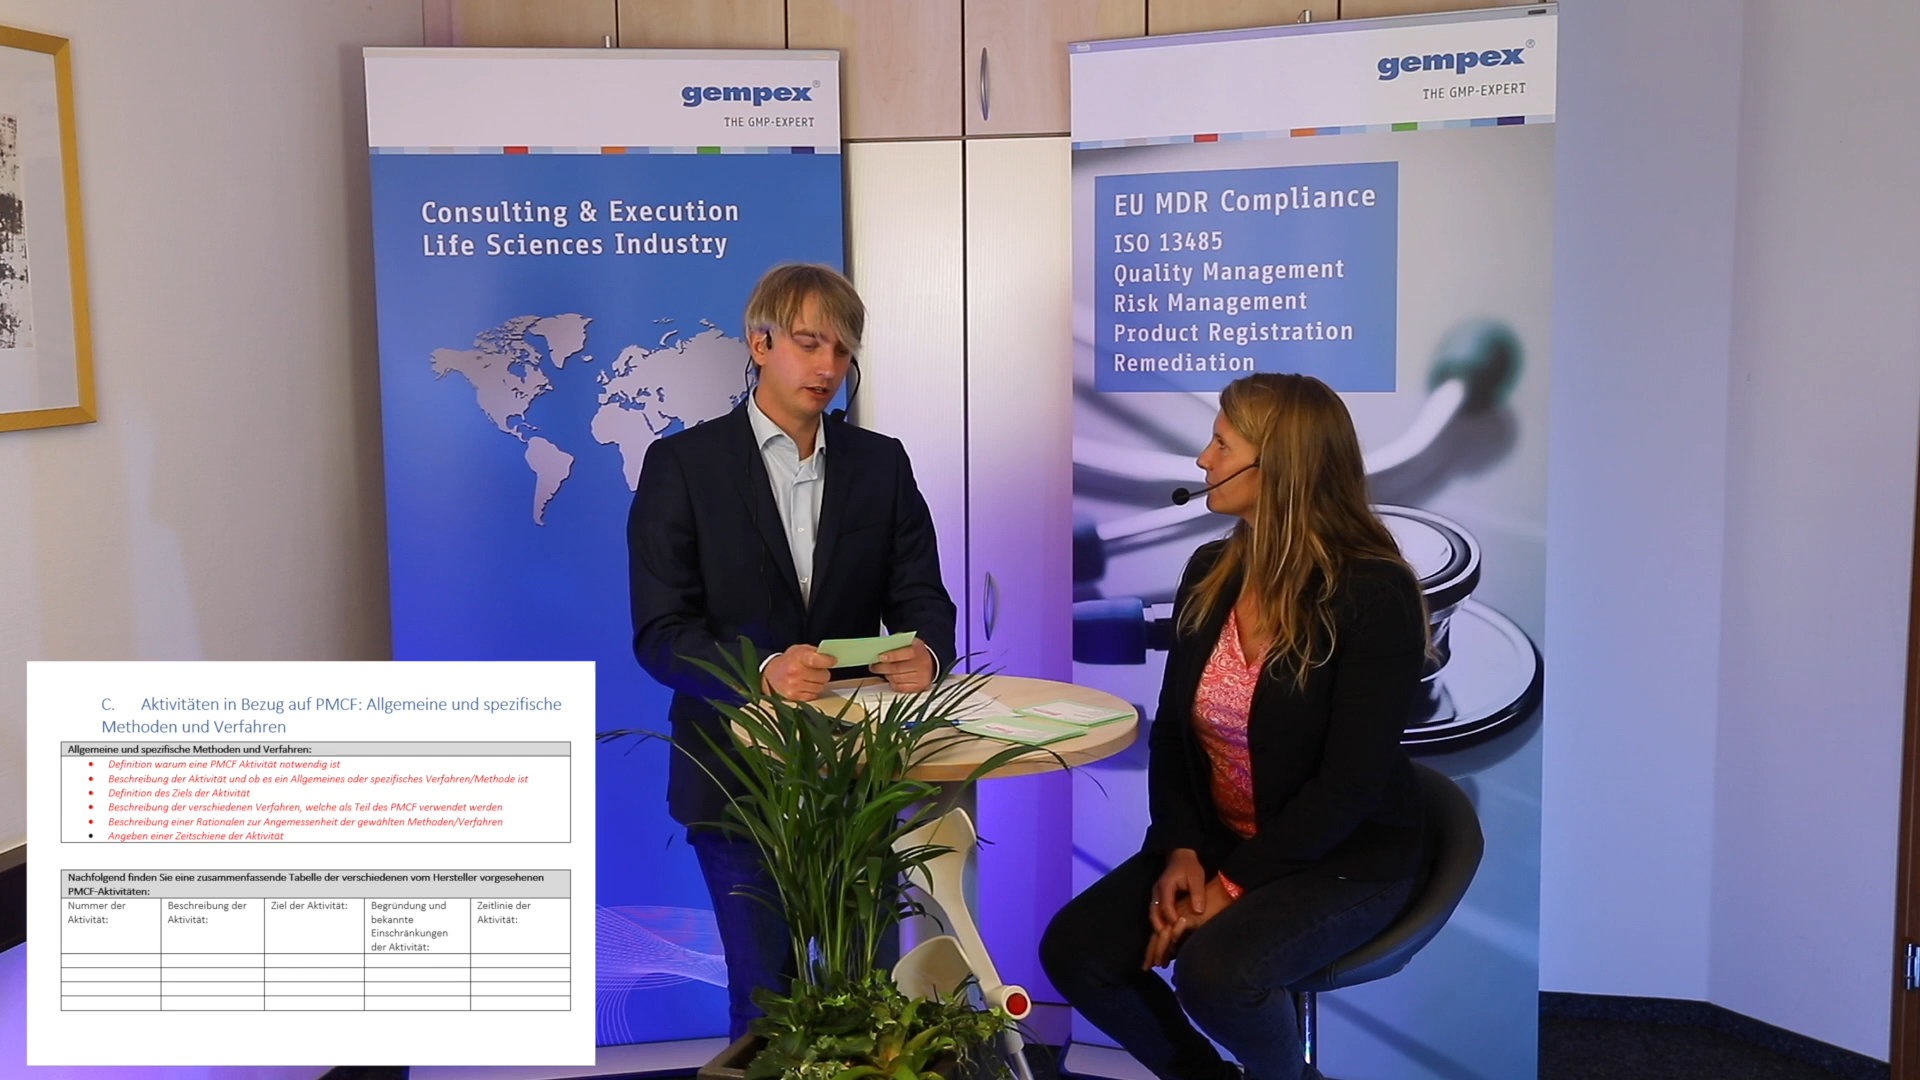 gempex®
THE GMP-EXPERT
Consulting & Execution
Life Sciences Industry
gempex®
THE GMP-EXPERT
EU MDR Compliance
ISO 13485
Quality Management
Risk Management
Product Registration
Remediation
C. Aktivitäten in Bezug auf PMCF: Allgemeine und spezifische
Methoden und Verfahren
Allgemeine und spezifische Methoden und Verfahren:
• Definition warum eine PMCF Aktivität notwendig ist
• Beschreibung der Aktivität und ob es ein Allgemeines oder spezifisches Verfahren/Methode ist
• Definition des Ziels der Aktivität
• Beschreibung der verschiedenen Verfahren, welche als Teil des PMCF verwendet werden
• Beschreibung einer Rationalen zur Angemessenheit der gewählten Methoden/Verfahren
• Angeben einer Zeitschiene der Aktivität
Nachfolgend finden Sie eine zusammenfassende Tabelle der verschiedenen vom Hersteller vorgesehenen
PMCF-Aktivitäten:
Nummer der
Aktivität:
Beschreibung der
Aktivität:
Ziel der Aktivität:
Begründung und
bekannte
Einschränkungen
der Aktivität:
Zeitlinie der
Aktivität: